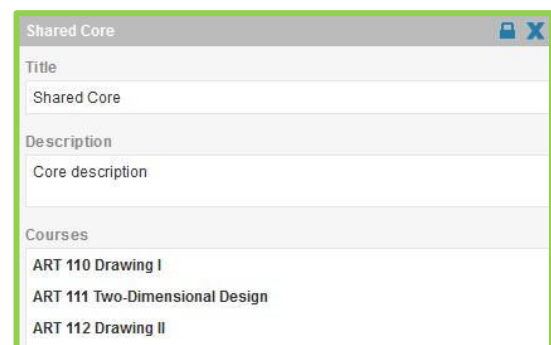 Shared Core
Title
Shared Core
Description
Core description
Courses
ART 110 Drawing I
ART 111 Two-Dimensional Design
ART 112 Drawing II